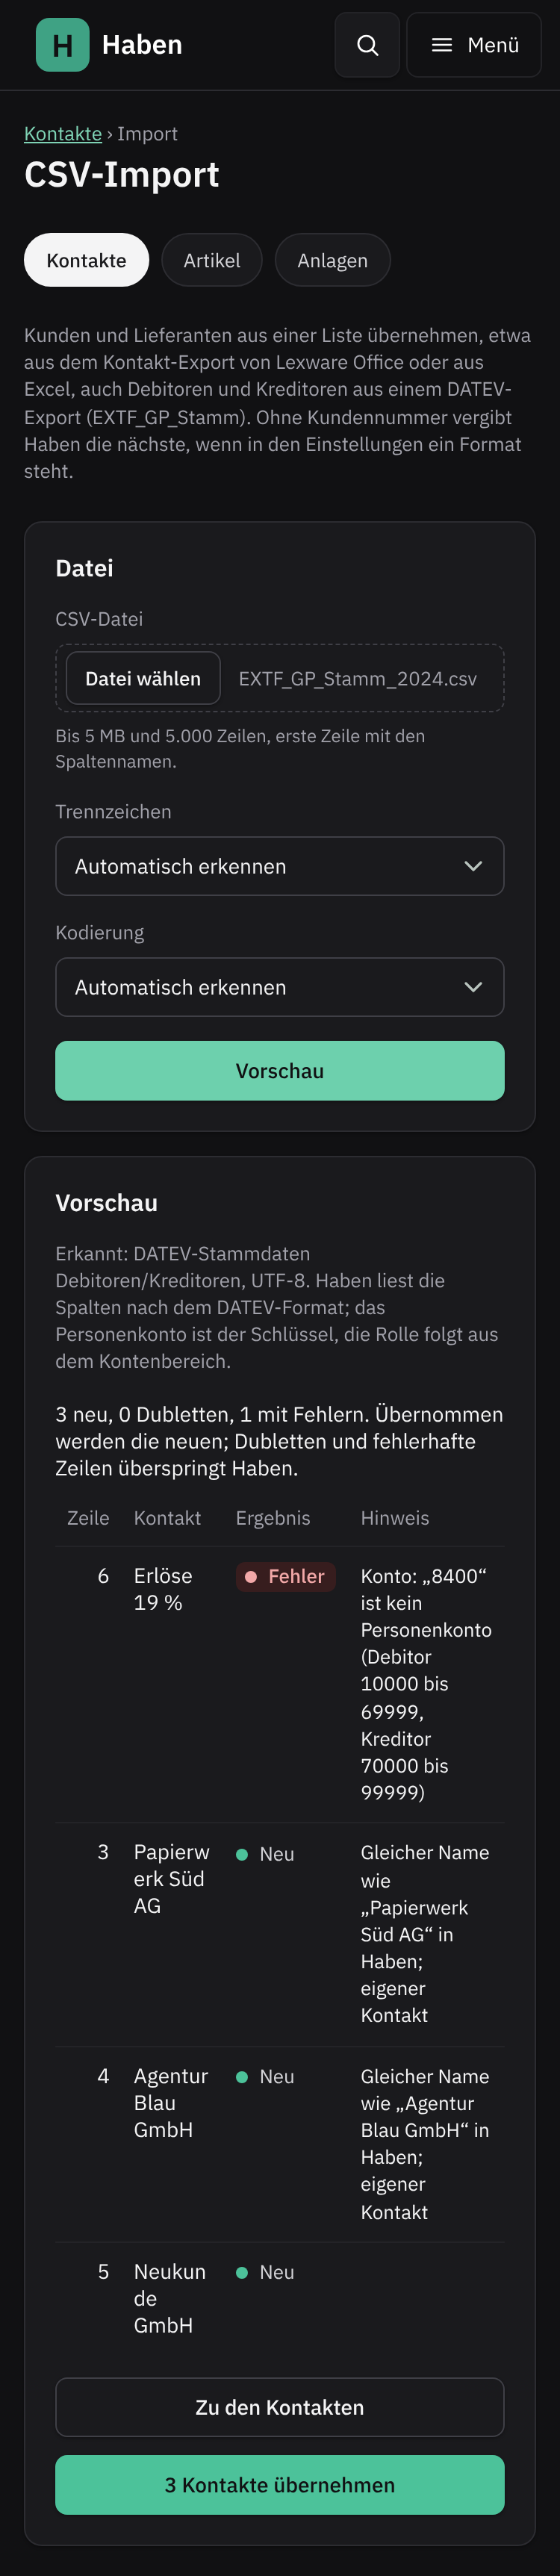 H Haben
Menü
Kontakte › Import
CSV-Import
Kontakte Artikel Anlagen
Kunden und Lieferanten aus einer Liste übernehmen, etwa
aus dem Kontakt-Export von Lexware Office oder aus
Excel, auch Debitoren und Kreditoren aus einem DATEV-
Export (EXTF_GP_Stamm). Ohne Kundennummer vergibt
Haben die nächste, wenn in den Einstellungen ein Format
steht.
Datei
CSV-Datei
Datei wählen EXTF_GP_Stamm_2024.csv
Bis 5 MB und 5.000 Zeilen, erste Zeile mit den
Spaltennamen.
Trennzeichen
Automatisch erkennen
Kodierung
Automatisch erkennen
Vorschau
Vorschau
Erkannt: DATEV-Stammdaten
Debitoren/Kreditoren, UTF-8. Haben liest die
Spalten nach dem DATEV-Format; das
Personenkonto ist der Schlüssel, die Rolle folgt aus
dem Kontenbereich.
3 neu, 0 Dubletten, 1 mit Fehlern. Übernommen
werden die neuen; Dubletten und fehlerhafte
Zeilen überspringt Haben.
Zeile Kontakt Ergebnis Hinweis
6 Erlöse Fehler Konto: „8400“
19 % ist kein
Personenkonto
(Debitor
10000 bis
69999,
Kreditor
70000 bis
99999)
3 Papierw Neu Gleicher Name
erk Süd wie
AG „Papierwerk
Süd AG“ in
Haben;
eigener
Kontakt
4 Agentur Neu Gleicher Name
Blau wie „Agentur
GmbH Blau GmbH“ in
Haben;
eigener
Kontakt
5 Neukun Neu
de
GmbH
Zu den Kontakten
3 Kontakte übernehmen